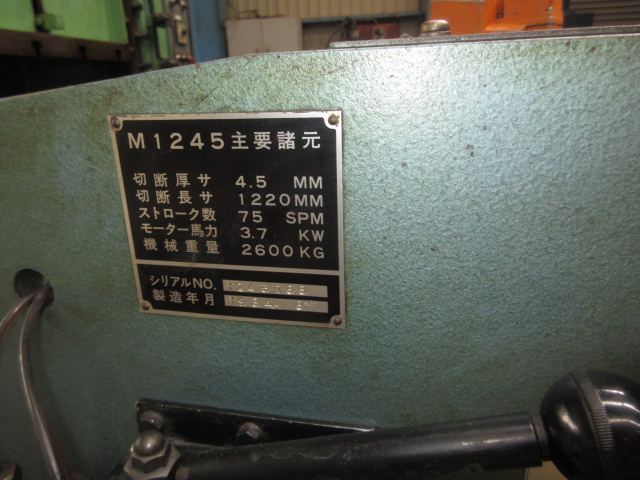 M1245主要諸元
切断厚サ 4.5 MM
切断長サ 1220MM
ストローク数 75 SPM
モーター馬力 3.7 KW
機械重量 2600KG
シリアルNO.
製造年月